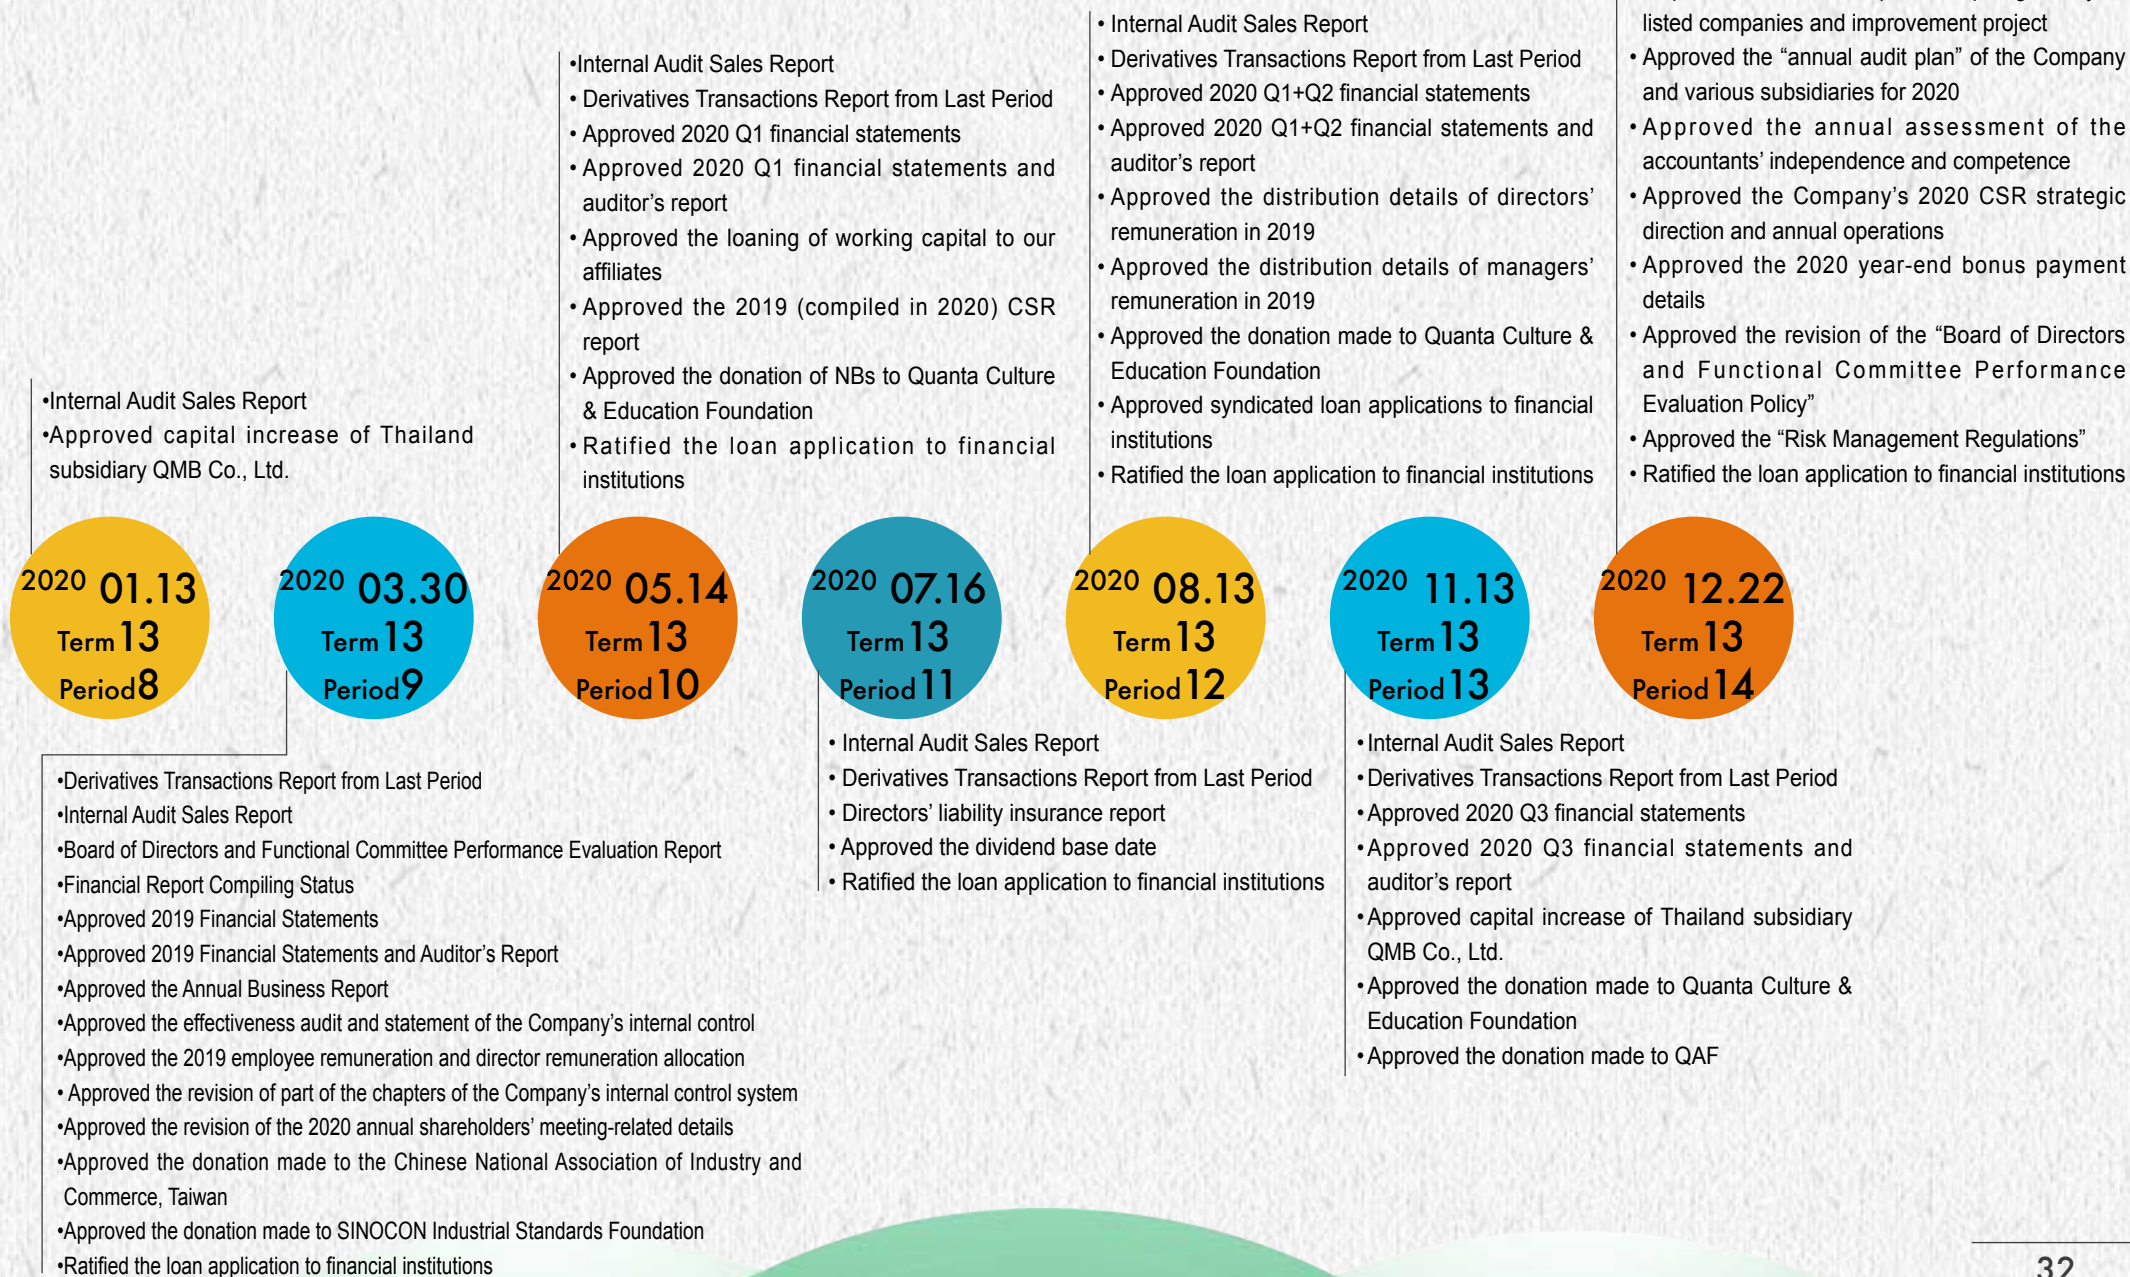 •Internal Audit Sales Report
•Approved capital increase of Thailand
subsidiary QMB Co., Ltd.
2020 01.13
Term 13
Period 8
2020 03.30
Term 13
Period 9
•Derivatives Transactions Report from Last Period
•Internal Audit Sales Report
•Board of Directors and Functional Committee Performance Evaluation Report
•Financial Report Compiling Status
•Approved 2019 Financial Statements
•Approved 2019 Financial Statements and Auditor’s Report
•Approved the Annual Business Report
•Approved the effectiveness audit and statement of the Company’s internal control
•Approved the 2019 employee remuneration and director remuneration allocation
• Approved the revision of part of the chapters of the Company’s internal control system
•Approved the revision of the 2020 annual shareholders’ meeting-related details
•Approved the donation made to the Chinese National Association of Industry and
Commerce, Taiwan
•Approved the donation made to SINOCON Industrial Standards Foundation
•Ratified the loan application to financial institutions
•Internal Audit Sales Report
• Derivatives Transactions Report from Last Period
• Approved 2020 Q1 financial statements
• Approved 2020 Q1 financial statements and
auditor’s report
• Approved the loaning of working capital to our
affiliates
• Approved the 2019 (compiled in 2020) CSR
report
• Approved the donation of NBs to Quanta Culture
& Education Foundation
• Ratified the loan application to financial
institutions
2020 05.14
Term 13
Period 10
2020 07.16
Term 13
Period 11
• Internal Audit Sales Report
• Derivatives Transactions Report from Last Period
• Directors’ liability insurance report
• Approved the dividend base date
• Ratified the loan application to financial institutions
• Internal Audit Sales Report
• Derivatives Transactions Report from Last Period
• Approved 2020 Q1+Q2 financial statements
• Approved 2020 Q1+Q2 financial statements and
auditor’s report
• Approved the distribution details of directors’
remuneration in 2019
• Approved the distribution details of managers’
remuneration in 2019
• Approved the donation made to Quanta Culture &
Education Foundation
• Approved syndicated loan applications to financial
institutions
• Ratified the loan application to financial institutions
2020 08.13
Term 13
Period 12
2020 11.13
Term 13
Period 13
• Internal Audit Sales Report
• Derivatives Transactions Report from Last Period
• Approved 2020 Q3 financial statements
• Approved 2020 Q3 financial statements and
auditor’s report
• Approved capital increase of Thailand subsidiary
QMB Co., Ltd.
• Approved the donation made to Quanta Culture &
Education Foundation
• Approved the donation made to QAF
listed companies and improvement project
• Approved the “annual audit plan” of the Company
and various subsidiaries for 2020
• Approved the annual assessment of the
accountants’ independence and competence
• Approved the Company’s 2020 CSR strategic
direction and annual operations
• Approved the 2020 year-end bonus payment
details
• Approved the revision of the “Board of Directors
and Functional Committee Performance
Evaluation Policy”
• Approved the “Risk Management Regulations”
• Ratified the loan application to financial institutions
2020 12.22
Term 13
Period 14
32